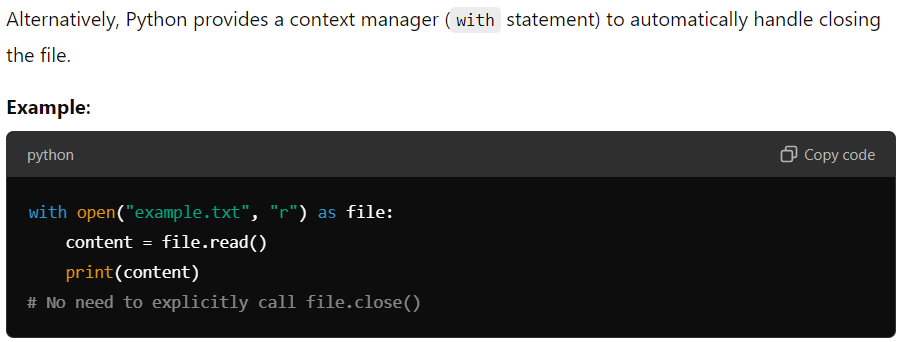 Alternatively, Python provides a context manager ( with statement) to automatically handle closing
the file.
Example:
python
Copy code
with open("example.txt", "r") as file:
    content = file.read()
    print(content)
# No need to explicitly call file.close()